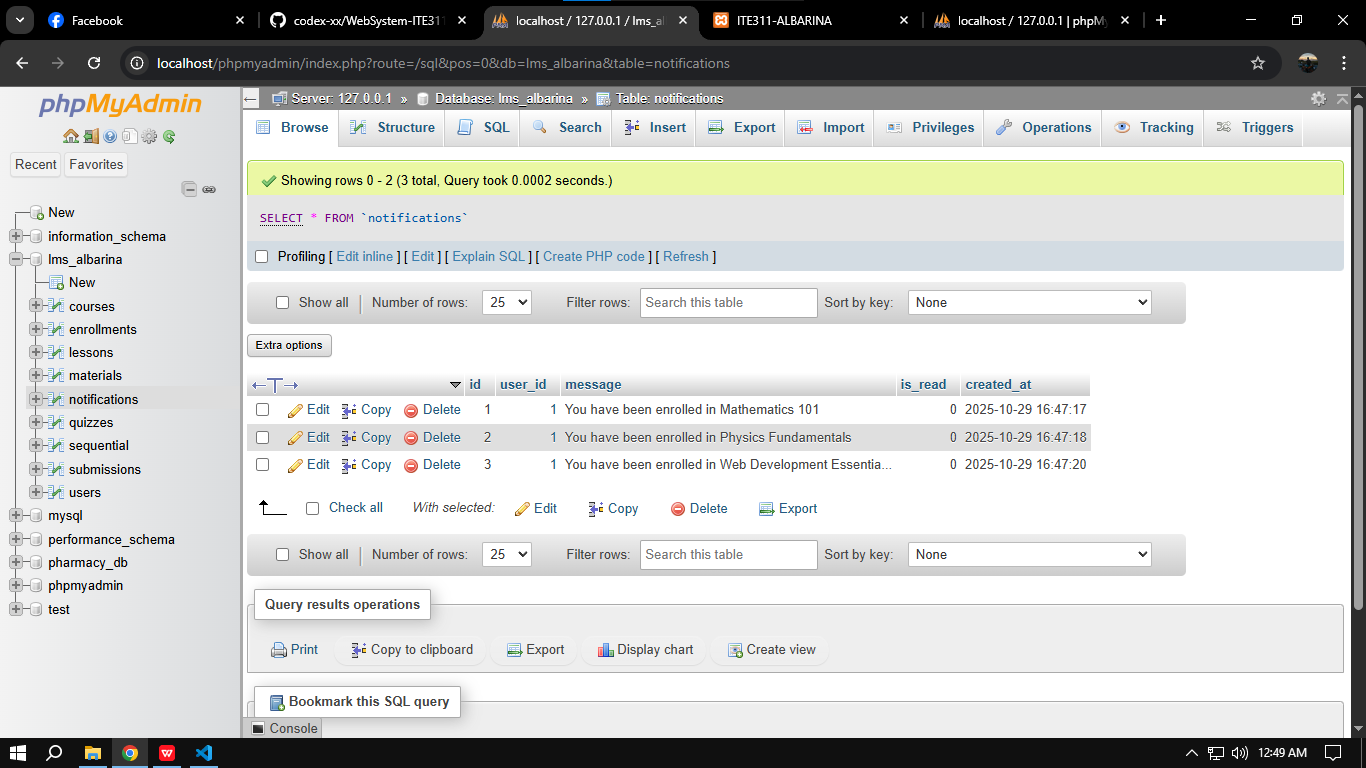 Facebook
codex-xx/WebSystem-ITE311
localhost / 127.0.0.1 / lms_al
ITE311-ALBARINA
localhost / 127.0.0.1 | phpM
localhost/phpmyadmin/index.php?route=/sql&pos=0&db=lms_albarina&table=notifications
phpMyAdmin
Recent
Favorites
New
information_schema
lms_albarina
New
courses
enrollments
lessons
materials
notifications
quizzes
sequential
submissions
users
mysql
performance_schema
pharmacy_db
phpmyadmin
test
Server: 127.0.0.1 » Database: lms_albarina » Table: notifications
Browse Structure SQL Search Insert Export Import Privileges Operations Tracking Triggers
Showing rows 0 - 2 (3 total, Query took 0.0002 seconds.)
SELECT * FROM `notifications`
Profiling [ Edit inline ] [ Edit ] [ Explain SQL ] [ Create PHP code ] [ Refresh ]
Show all Number of rows: 25 Filter rows: Search this table Sort by key: None
Extra options
id user_id message is_read created_at
Edit Copy Delete 1 1 You have been enrolled in Mathematics 101 0 2025-10-29 16:47:17
Edit Copy Delete 2 1 You have been enrolled in Physics Fundamentals 0 2025-10-29 16:47:18
Edit Copy Delete 3 1 You have been enrolled in Web Development Essentia... 0 2025-10-29 16:47:20
Check all With selected: Edit Copy Delete Export
Show all Number of rows: 25 Filter rows: Search this table Sort by key: None
Query results operations
Print Copy to clipboard Export Display chart Create view
Bookmark this SQL query
Console
12:49 AM